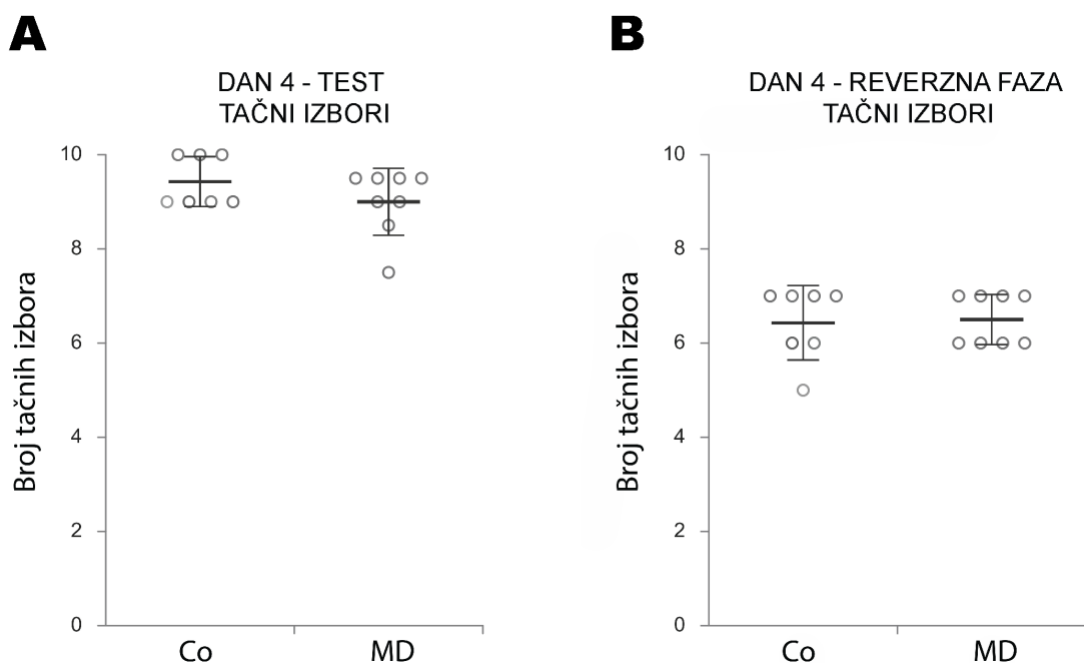 A
DAN 4 - TEST
TAČNI IZBORI
10
8
6
4
2
0
Broj tačnih izbora
Co
MD
B
DAN 4 - REVERZNA FAZA
TAČNI IZBORI
10
8
6
4
2
0
Broj tačnih izbora
Co
MD